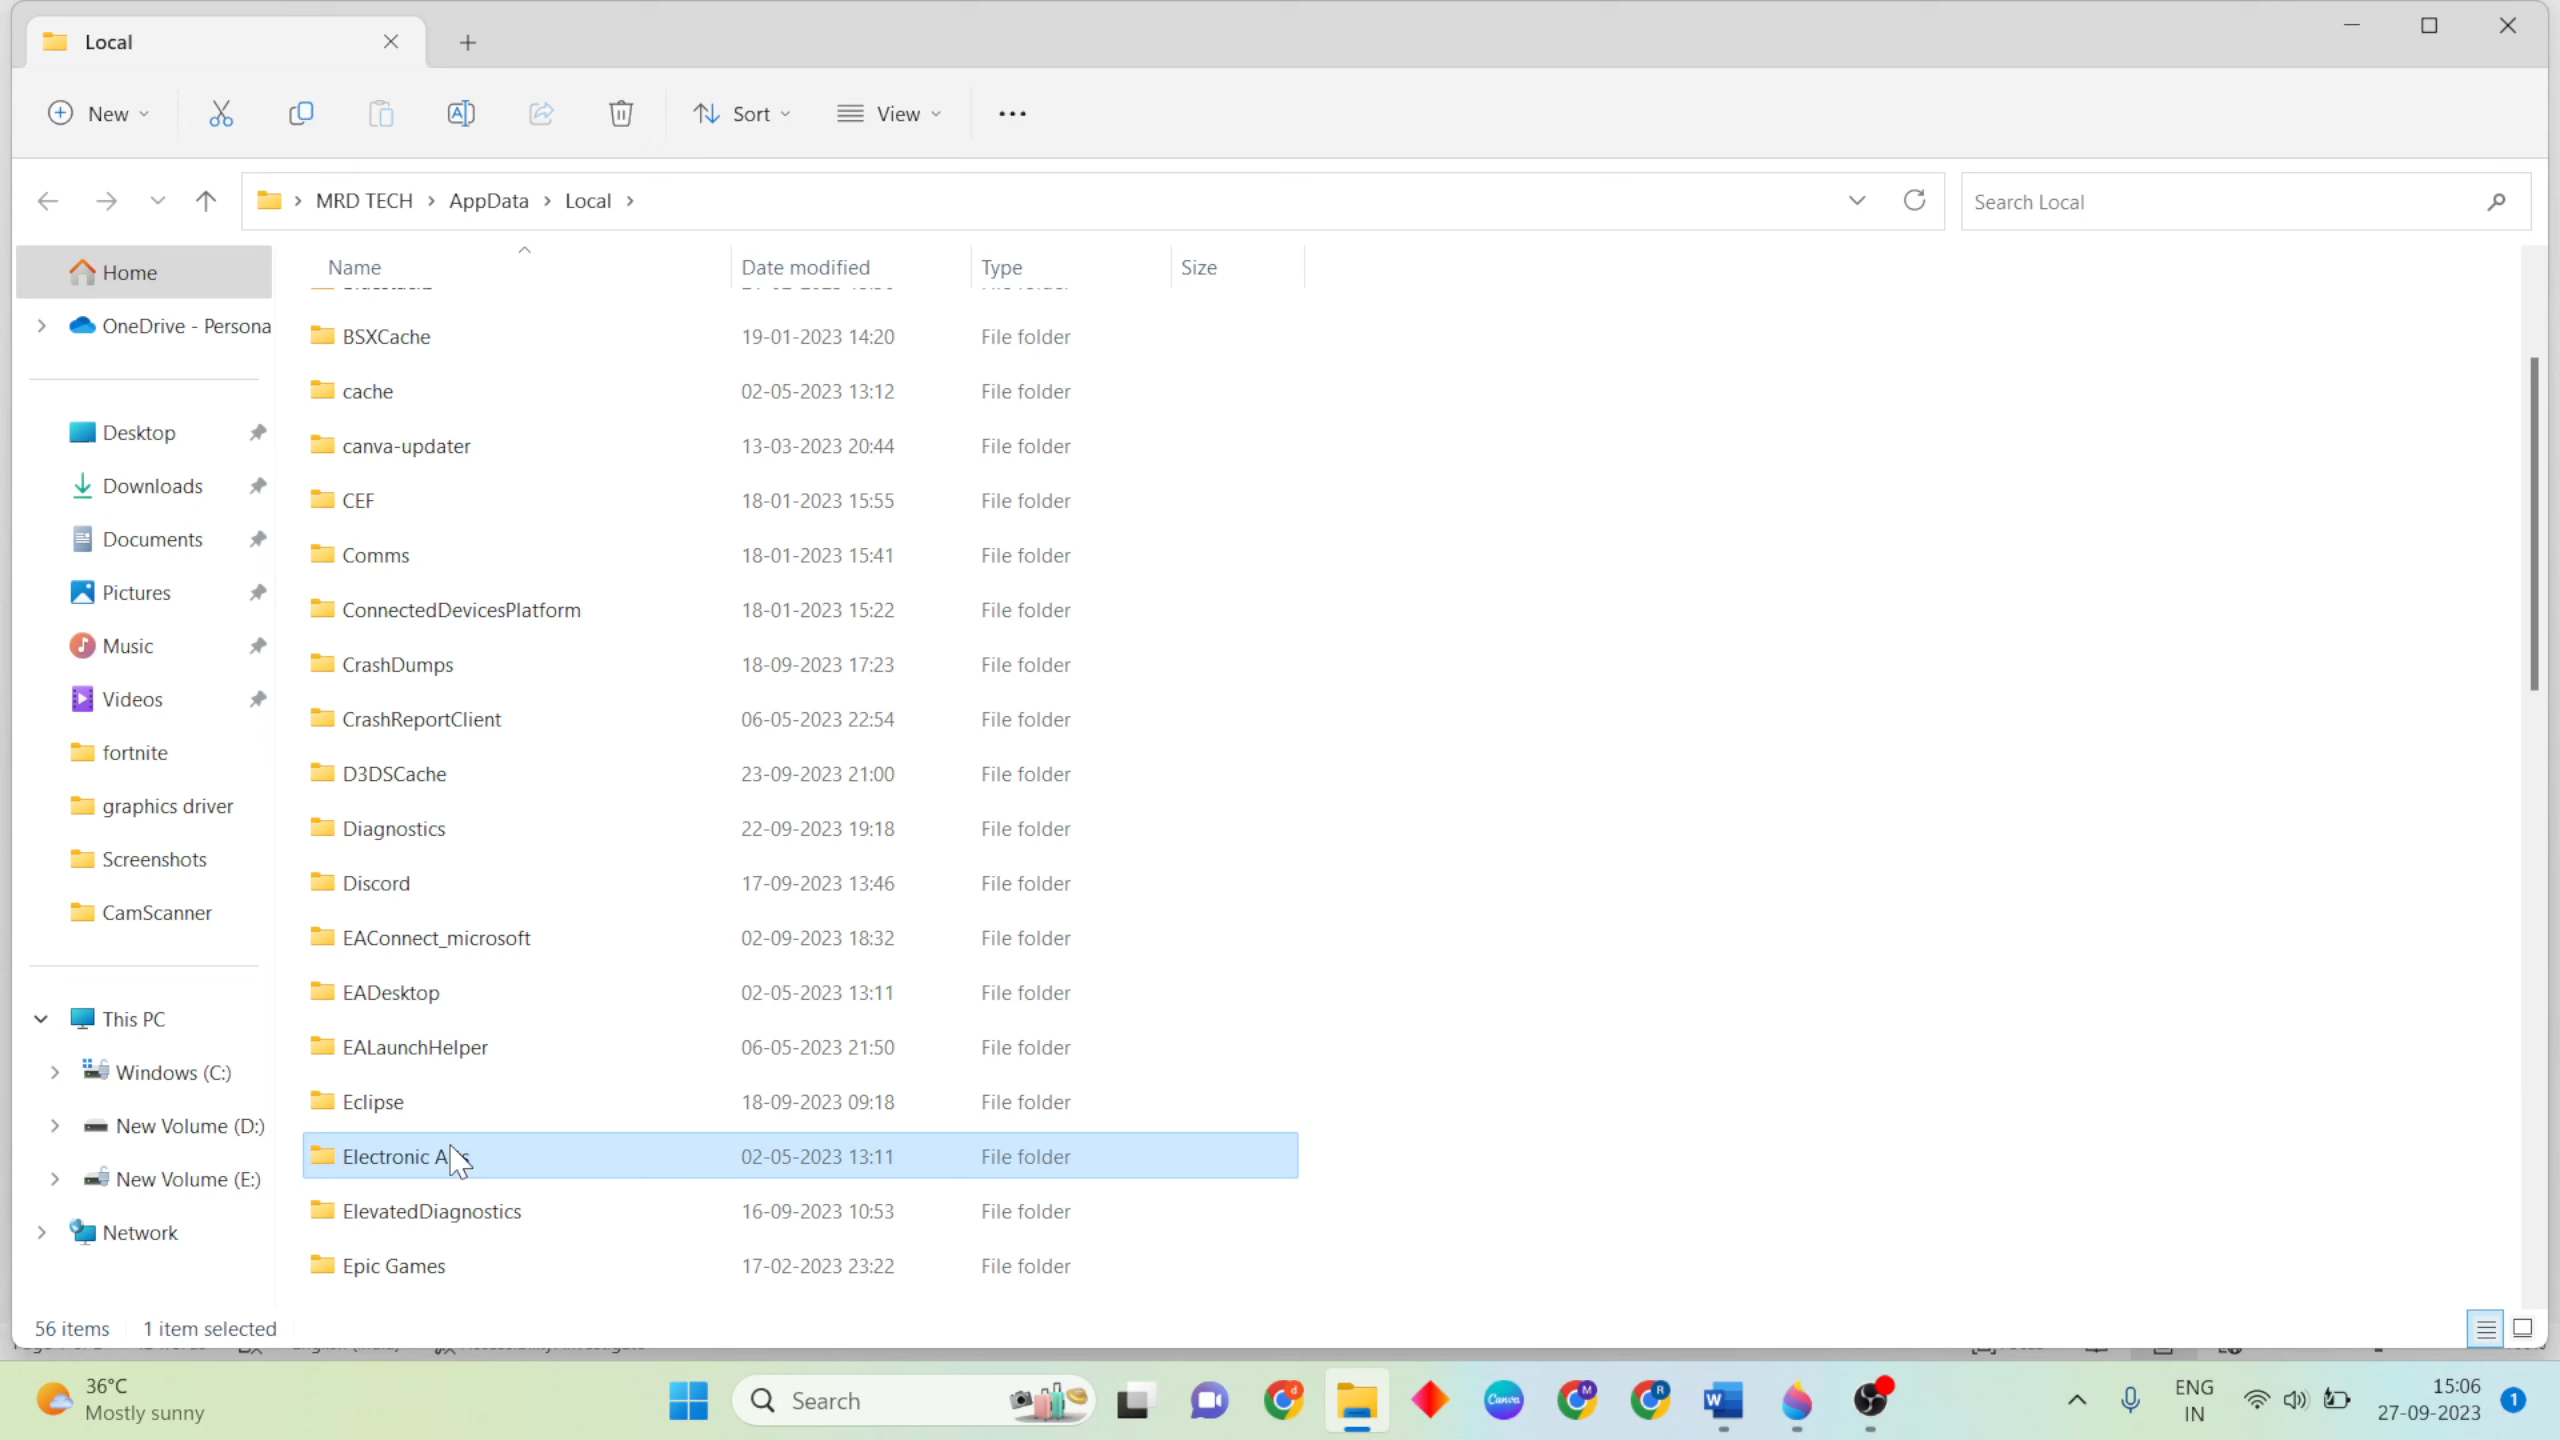 Local
New
Sort
View
MRD TECH
AppData
Local
Search Local
Home
OneDrive - Persona
Desktop
Downloads
Documents
Pictures
Music
Videos
fortnite
graphics driver
Screenshots
CamScanner
This PC
Windows (C:)
New Volume (D:)
New Volume (E:)
Network
Name Date modified Type Size
BSXCache 19-01-2023 14:20 File folder
cache 02-05-2023 13:12 File folder
canva-updater 13-03-2023 20:44 File folder
CEF 18-01-2023 15:55 File folder
Comms 18-01-2023 15:41 File folder
ConnectedDevicesPlatform 18-01-2023 15:22 File folder
CrashDumps 18-09-2023 17:23 File folder
CrashReportClient 06-05-2023 22:54 File folder
D3DSCache 23-09-2023 21:00 File folder
Diagnostics 22-09-2023 19:18 File folder
Discord 17-09-2023 13:46 File folder
EAConnect_microsoft 02-09-2023 18:32 File folder
EADesktop 02-05-2023 13:11 File folder
EALaunchHelper 06-05-2023 21:50 File folder
Eclipse 18-09-2023 09:18 File folder
Electronic 02-05-2023 13:11 File folder
ElevatedDiagnostics 16-09-2023 10:53 File folder
Epic Games 17-02-2023 23:22 File folder
56 items 1 item selected
36°C
Mostly sunny
Search
Canva
d
M
R
W
ENG
IN
15:06
27-09-2023
1